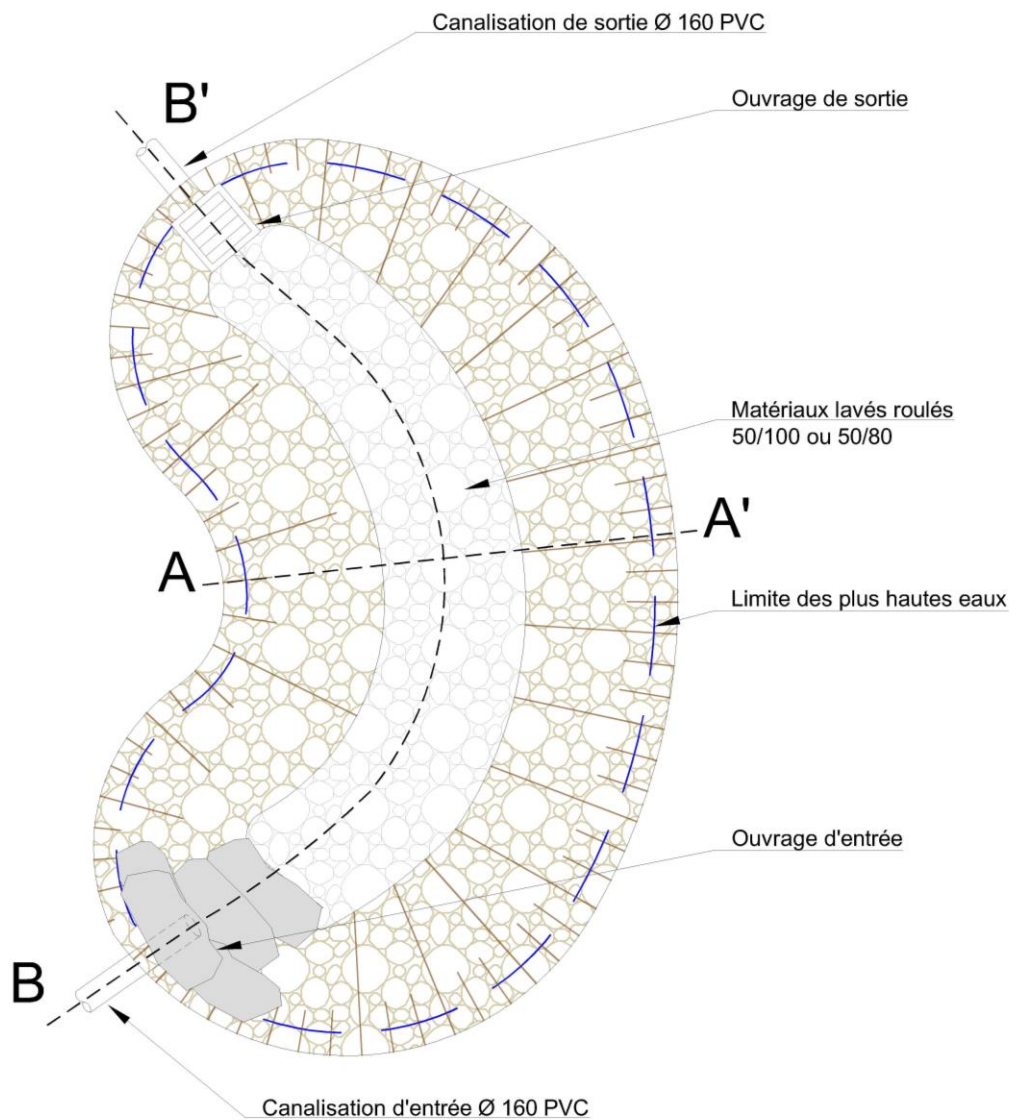 Canalisation de sortie Ø 160 PVC
B'
Ouvrage de sortie
Matériaux lavés roulés
50/100 ou 50/80
A'
A
Limite des plus hautes eaux
Ouvrage d'entrée
B
Canalisation d'entrée Ø 160 PVC